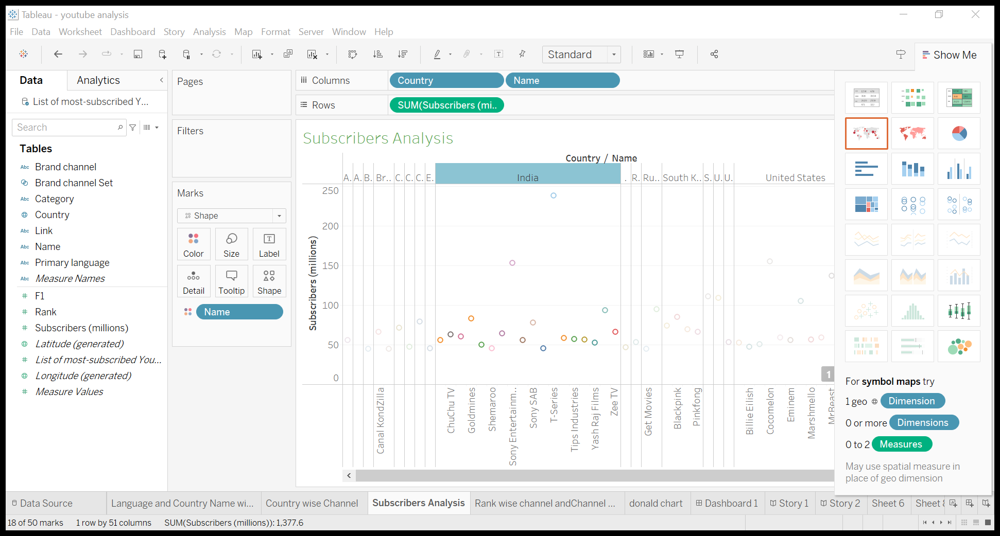 Tableau - youtube analysis
File Data Worksheet Dashboard Story Analysis Map Format Server Window Help
Standard
Show Me
Data Analytics
List of most-subscribed Yo...
Search
Tables
Abc Brand channel
Brand channel Set
Abc Category
Country
Abc Link
Abc Name
Abc Primary language
Abc Measure Names
# F1
# Rank
# Subscribers (millions)
Latitude (generated)
# List of most-subscribed You...
Longitude (generated)
# Measure Values
Pages
Filters
Marks
Shape
Color Size Label
Detail Tooltip Shape
Name
Columns Country Name
Rows SUM(Subscribers (mi..
Subscribers Analysis
Country / Name
A. A. B. Br.. C. C. C. E. India . R. Ru.. South K.. S. U. U. United States
Subscribers (millions)
250
200
150
100
50
0
Canal KondZilla
ChuChu TV
Goldmines
Shemaroo
Sony Entertainm..
Sony SAB
T-Series
Tips Industries
Yash Raj Films
Zee TV
Get Movies
Blackpink
Pinkfong
Billie Eilish
Cocomelon
Eminem
Marshmello
MrBeast
1
For symbol maps try
1 geo Dimension
0 or more Dimensions
0 to 2 Measures
May use spatial measure in
place of geo dimension
Data Source Language and Country Name wi... Country wise Channel Subscribers Analysis Rank wise channel andChannel ... donald chart Dashboard 1 Story 1 Story 2 Sheet 6 Sheet
18 of 50 marks 1 row by 51 columns SUM(Subscribers (millions)): 1,377.6